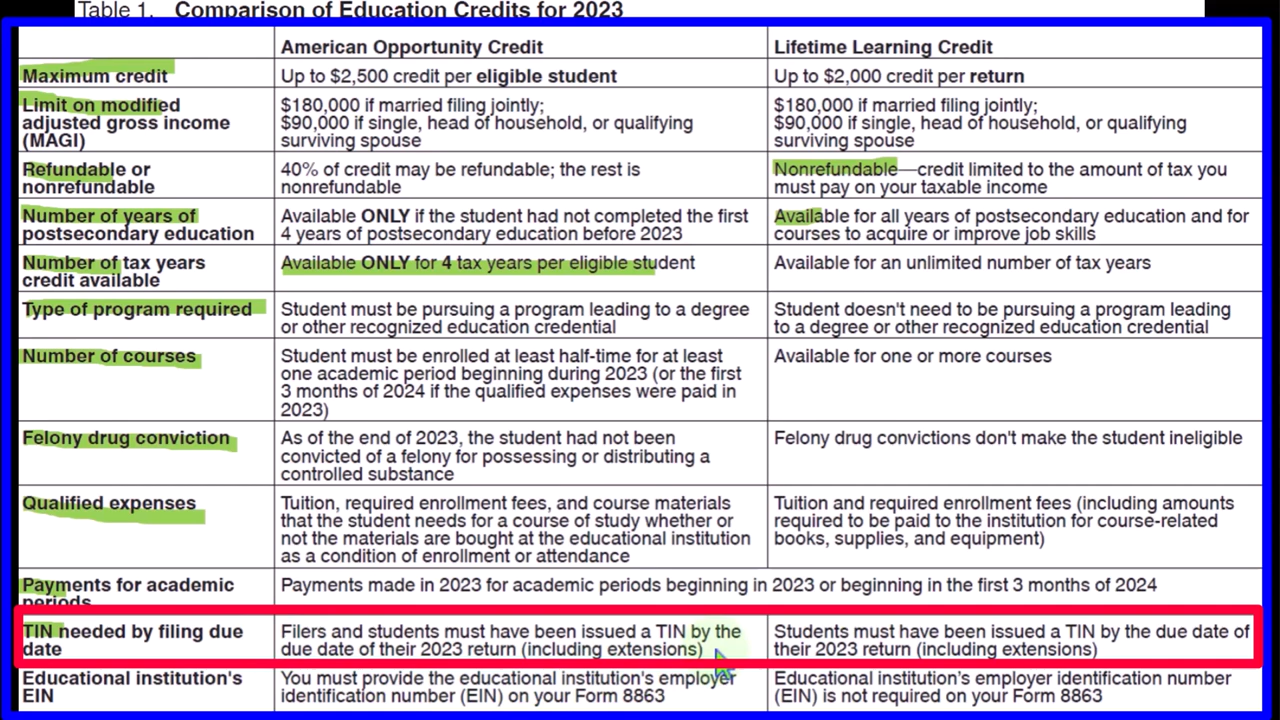 Table 1. Comparison of Education Credits for 2023
American Opportunity Credit
Lifetime Learning Credit
Maximum credit
Up to $2,500 credit per eligible student
Up to $2,000 credit per return
Limit on modified
adjusted gross income
(MAGI)
$180,000 if married filing jointly;
$90,000 if single, head of household, or qualifying
surviving spouse
$180,000 if married filing jointly;
$90,000 if single, head of household, or qualifying
surviving spouse
Refundable or
nonrefundable
40% of credit may be refundable; the rest is
nonrefundable
Nonrefundable—credit limited to the amount of tax you
must pay on your taxable income
Number of years of
postsecondary education
Available ONLY if the student had not completed the first
4 years of postsecondary education before 2023
Available for all years of postsecondary education and for
courses to acquire or improve job skills
Number of tax years
credit available
Available ONLY for 4 tax years per eligible student
Available for an unlimited number of tax years
Type of program required
Student must be pursuing a program leading to a degree
or other recognized education credential
Student doesn't need to be pursuing a program leading
to a degree or other recognized education credential
Number of courses
Student must be enrolled at least half-time for at least
one academic period beginning during 2023 (or the first
3 months of 2024 if the qualified expenses were paid in
2023)
Available for one or more courses
Felony drug conviction
As of the end of 2023, the student had not been
convicted of a felony for possessing or distributing a
controlled substance
Felony drug convictions don't make the student ineligible
Qualified expenses
Tuition, required enrollment fees, and course materials
that the student needs for a course of study whether or
not the materials are bought at the educational institution
as a condition of enrollment or attendance
Tuition and required enrollment fees (including amounts
required to be paid to the institution for course-related
books, supplies, and equipment)
Payments for academic
periods
Payments made in 2023 for academic periods beginning in 2023 or beginning in the first 3 months of 2024
TIN needed by filing due
date
Filers and students must have been issued a TIN by the
due date of their 2023 return (including extensions)
Students must have been issued a TIN by the due date of
their 2023 return (including extensions)
Educational institution's
EIN
You must provide the educational institution's employer
identification number (EIN) on your Form 8863
Educational institution's employer identification number
(EIN) is not required on your Form 8863